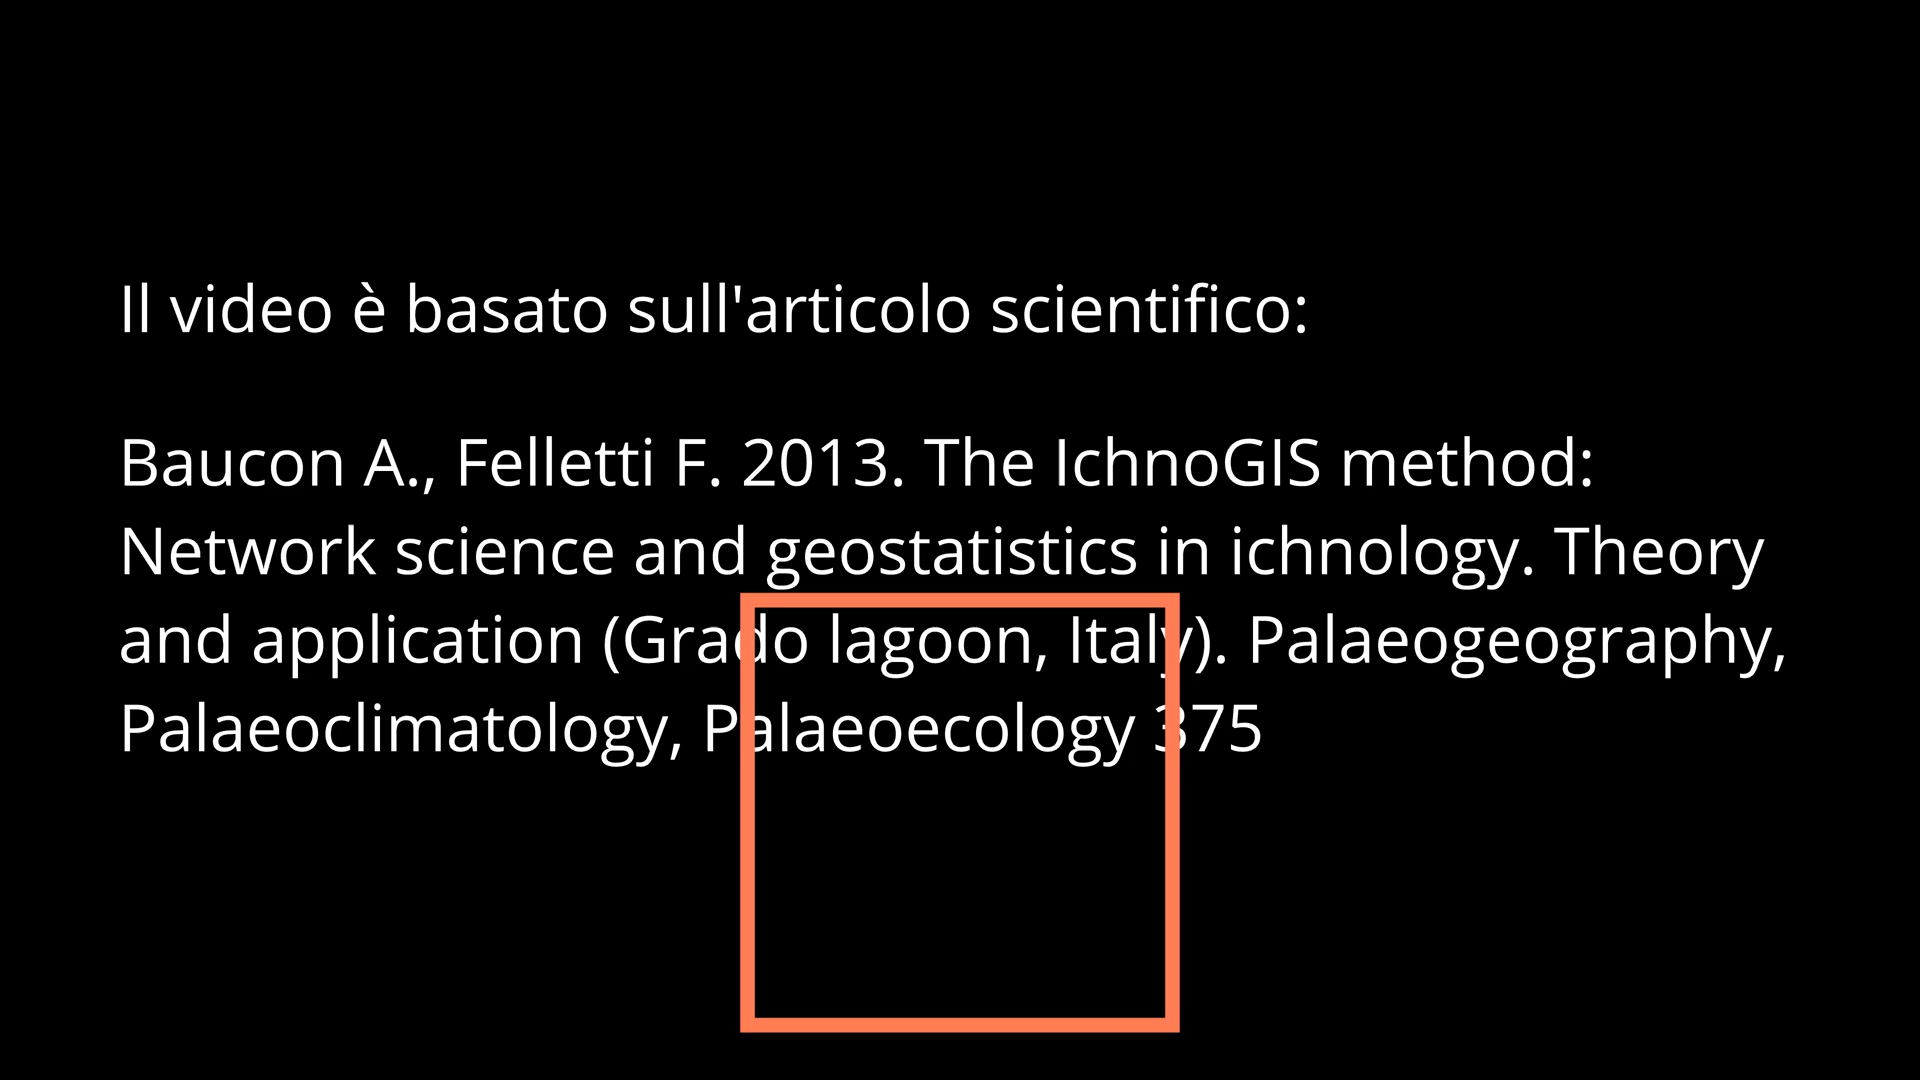 Il video è basato sull'articolo scientifico:
Baucon A., Felletti F. 2013. The IchnoGIS method:
Network science and geostatistics in ichnology. Theory
and application (Grado lagoon, Italy). Palaeogeography,
Palaeoclimatology, Palaeoecology 375